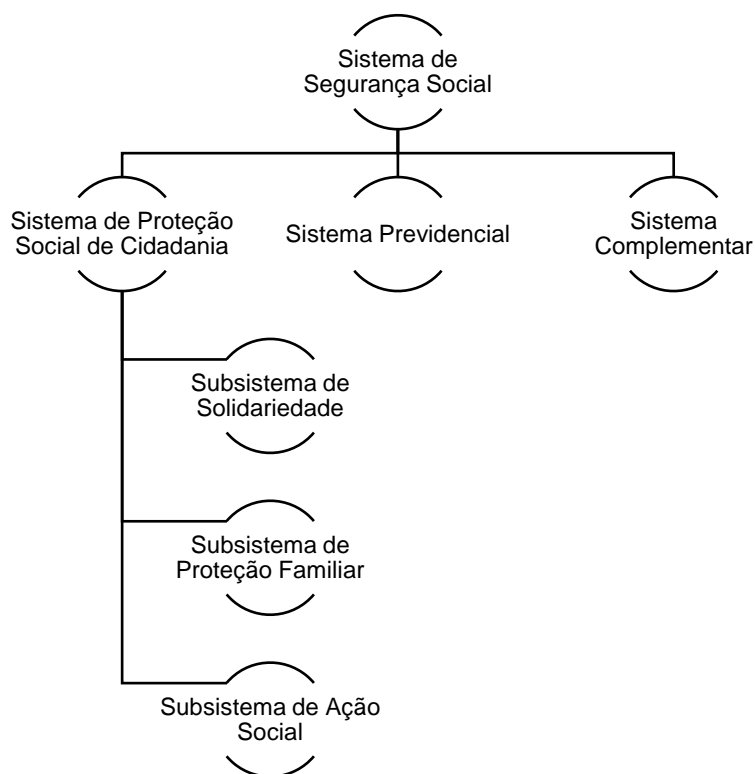 Sistema de
Segurança Social
Sistema de Proteção
Social de Cidadania
Sistema Previdencial
Sistema
Complementar
Subsistema de
Solidariedade
Subsistema de
Proteção Familiar
Subsistema de Ação
Social